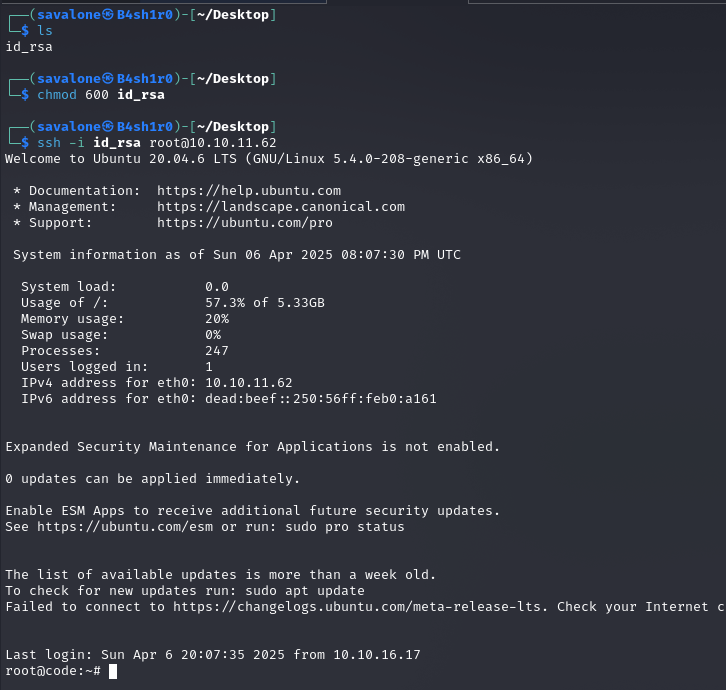 ┌──(savalone㉿B4sh1r0)-[~/Desktop]
└─$ ls
id_rsa
┌──(savalone㉿B4sh1r0)-[~/Desktop]
└─$ chmod 600 id_rsa
┌──(savalone㉿B4sh1r0)-[~/Desktop]
└─$ ssh -i id_rsa root@10.10.11.62
Welcome to Ubuntu 20.04.6 LTS (GNU/Linux 5.4.0-208-generic x86_64)
* Documentation: https://help.ubuntu.com
* Management: https://landscape.canonical.com
* Support: https://ubuntu.com/pro
System information as of Sun 06 Apr 2025 08:07:30 PM UTC
System load: 0.0
Usage of /: 57.3% of 5.33GB
Memory usage: 20%
Swap usage: 0%
Processes: 247
Users logged in: 1
IPv4 address for eth0: 10.10.11.62
IPv6 address for eth0: dead:beef::250:56ff:feb0:a161
Expanded Security Maintenance for Applications is not enabled.
0 updates can be applied immediately.
Enable ESM Apps to receive additional future security updates.
See https://ubuntu.com/esm or run: sudo pro status
The list of available updates is more than a week old.
To check for new updates run: sudo apt update
Failed to connect to https://changelogs.ubuntu.com/meta-release-lts. Check your Internet c
Last login: Sun Apr 6 20:07:35 2025 from 10.10.16.17
root@code:~#